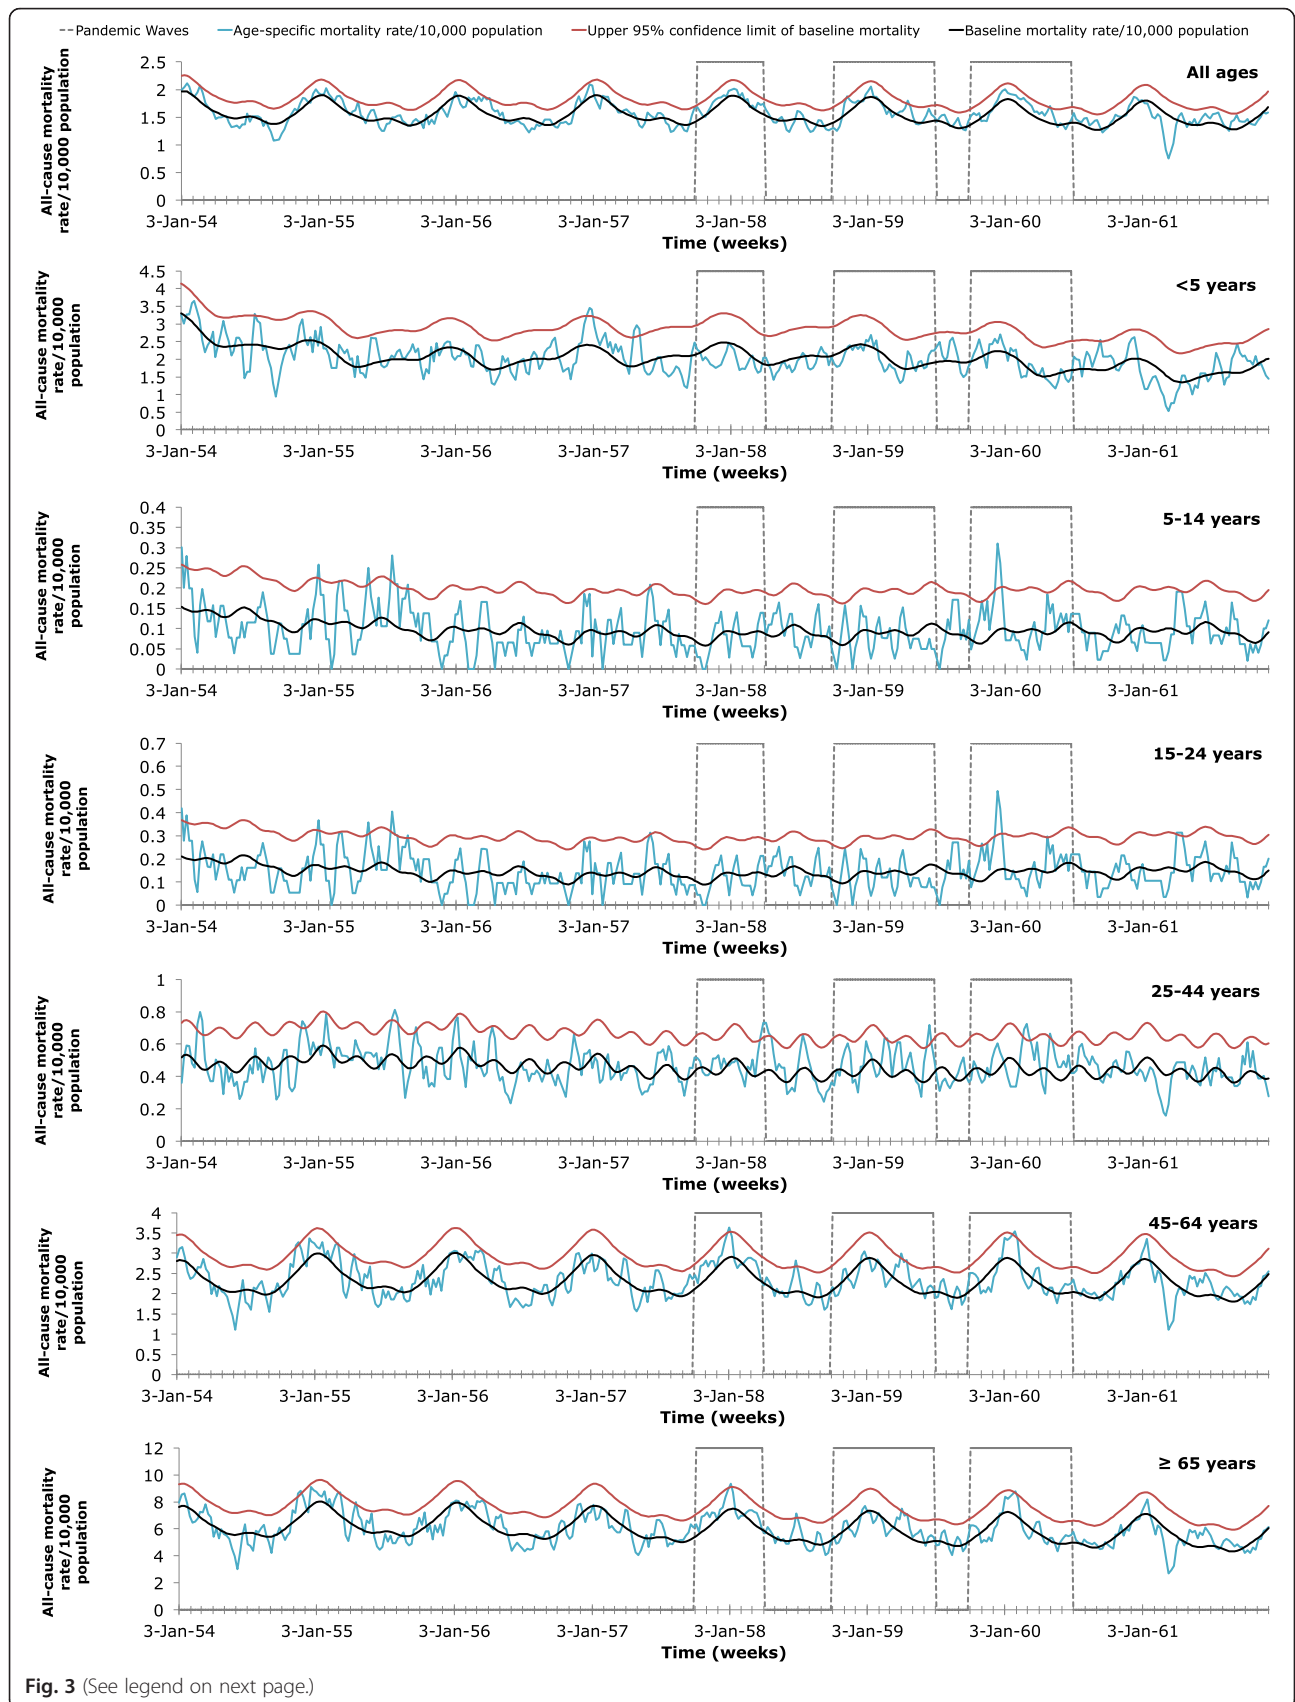 Pandemic Waves Age-specific mortality rate/10,000 population Upper 95% confidence limit of baseline mortality Baseline mortality rate/10,000 population
All ages
All-cause mortality
rate/10,000 population
2.5
2
1.5
1
0.5
0
3-Jan-54 3-Jan-55 3-Jan-56 3-Jan-57 3-Jan-58 3-Jan-59 3-Jan-60 3-Jan-61
Time (weeks)
<5 years
All-cause mortality
rate/10,000
population
4.5
4
3.5
3
2.5
2
1.5
1
0.5
0
3-Jan-54 3-Jan-55 3-Jan-56 3-Jan-57 3-Jan-58 3-Jan-59 3-Jan-60 3-Jan-61
Time (weeks)
5-14 years
All-cause mortality
rate/10,000
population
0.4
0.35
0.3
0.25
0.2
0.15
0.1
0.05
0
3-Jan-54 3-Jan-55 3-Jan-56 3-Jan-57 3-Jan-58 3-Jan-59 3-Jan-60 3-Jan-61
Time (weeks)
15-24 years
All-cause mortality
rate/10,000
population
0.7
0.6
0.5
0.4
0.3
0.2
0.1
0
3-Jan-54 3-Jan-55 3-Jan-56 3-Jan-57 3-Jan-58 3-Jan-59 3-Jan-60 3-Jan-61
Time (weeks)
25-44 years
All-cause mortality
rate/10,000
population
1
0.8
0.6
0.4
0.2
0
3-Jan-54 3-Jan-55 3-Jan-56 3-Jan-57 3-Jan-58 3-Jan-59 3-Jan-60 3-Jan-61
Time (weeks)
45-64 years
All-cause mortality
rate/10,000
population
4
3.5
3
2.5
2
1.5
1
0.5
0
3-Jan-54 3-Jan-55 3-Jan-56 3-Jan-57 3-Jan-58 3-Jan-59 3-Jan-60 3-Jan-61
Time (weeks)
≥ 65 years
All-cause mortality
rate/10,000
population
12
10
8
6
4
2
0
3-Jan-54 3-Jan-55 3-Jan-56 3-Jan-57 3-Jan-58 3-Jan-59 3-Jan-60 3-Jan-61
Time (weeks)
Fig. 3 (See legend on next page.)